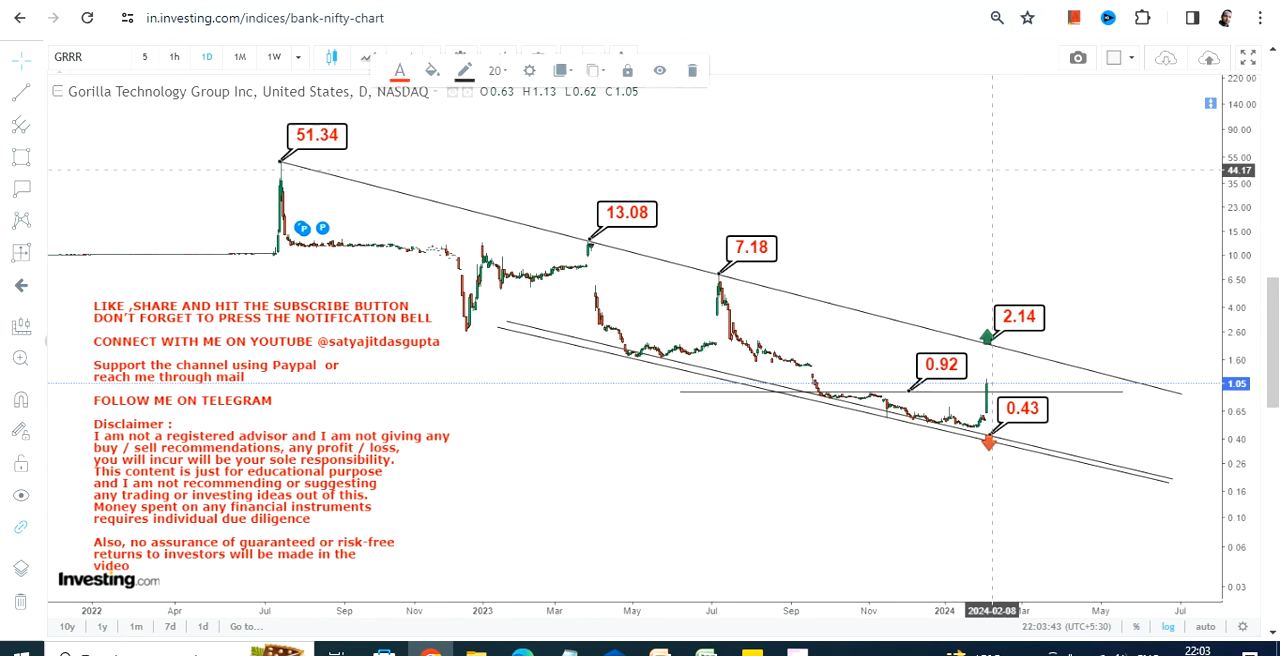 in.investing.com/indices/bank-nifty-chart
GRRR 5 1h 1D 1M 1W
A 20
Gorilla Technology Group Inc, United States, D, NASDAQ O0.63 H1.13 L0.62 C1.05
220.00
140.00
90.00
55.00
44.17
35.00
23.00
15.00
10.00
6.50
4.00
2.60
1.60
1.05
0.65
0.40
0.26
0.16
0.10
0.06
0.03
51.34
13.08
7.18
2.14
0.92
0.43
P P
LIKE ,SHARE AND HIT THE SUBSCRIBE BUTTON
DON'T FORGET TO PRESS THE NOTIFICATION BELL
CONNECT WITH ME ON YOUTUBE @satyajitdasgupta
Support the channel using Paypal or
reach me through mail
FOLLOW ME ON TELEGRAM
Disclaimer :
I am not a registered advisor and I am not giving any
buy / sell recommendations, any profit / loss,
you will incur will be your sole responsibility.
This content is just for educational purpose
and I am not recommending or suggesting
any trading or investing ideas out of this.
Money spent on any financial instruments
requires individual due diligence
Also, no assurance of guaranteed or risk-free
returns to investors will be made in the
video
Investing.com
2022 Apr Jul Sep Nov 2023 Mar May Jul Sep Nov 2024 2024-02-08 Mar May Jul
10y 1y 1m 7d 1d Go to... 22:03:43 (UTC+5:30) % log auto
22:03